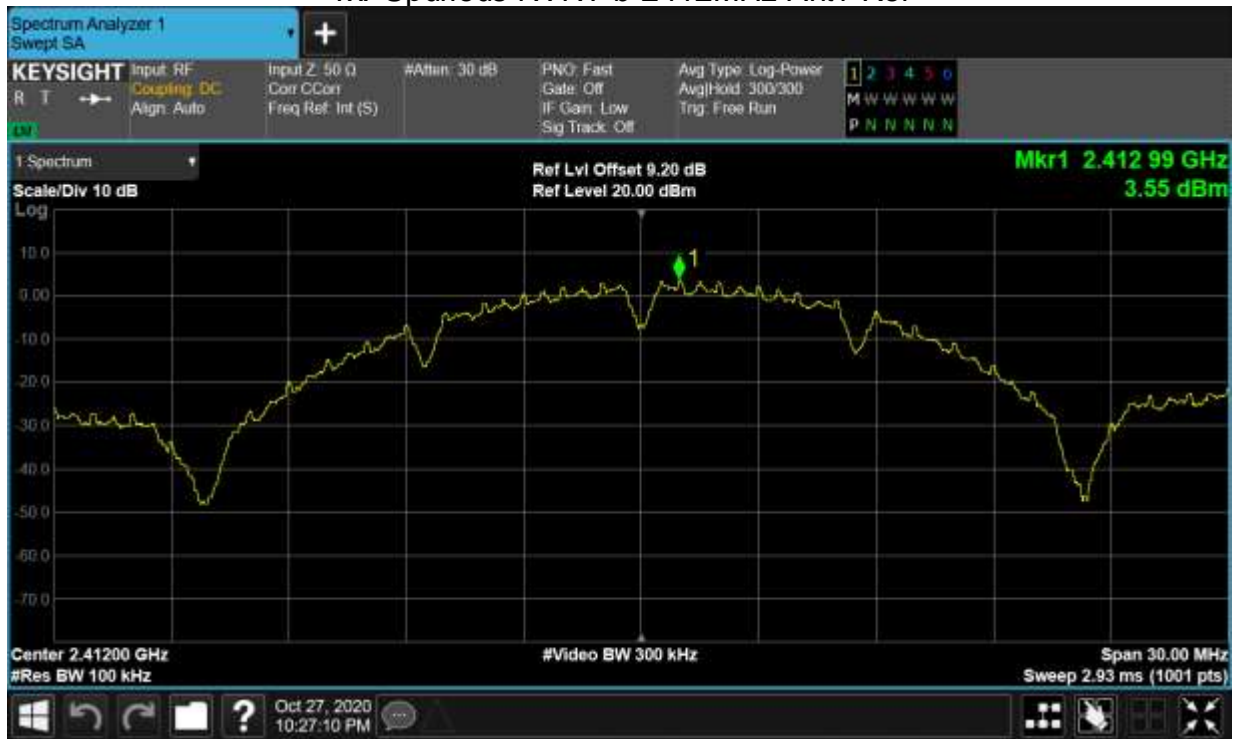 Spectrum Analyzer 1
Swept SA
KEYSIGHT
R T
Input: RF
Coupling: DC
Align: Auto
Input Z: 50 Ω
Corr CCorr
Freq Ref: Int (S)
#Atten: 30 dB
PNO: Fast
Gate: Off
IF Gain: Low
Sig Track: Off
Avg Type: Log-Power
Avg|Hold: 300/300
Trig: Free Run
1 2 3 4 5 6
M W W W W W
P N N N N N
1 Spectrum
Scale/Div 10 dB
Ref Lvl Offset 9.20 dB
Ref Level 20.00 dBm
Mkr1 2.412 99 GHz
3.55 dBm
Log
10.0
0.00
-10.0
-20.0
-30.0
-40.0
-50.0
-60.0
-70.0
1
Center 2.41200 GHz
#Res BW 100 kHz
#Video BW 300 kHz
Span 30.00 MHz
Sweep 2.93 ms (1001 pts)
?
Oct 27, 2020
10:27:10 PM